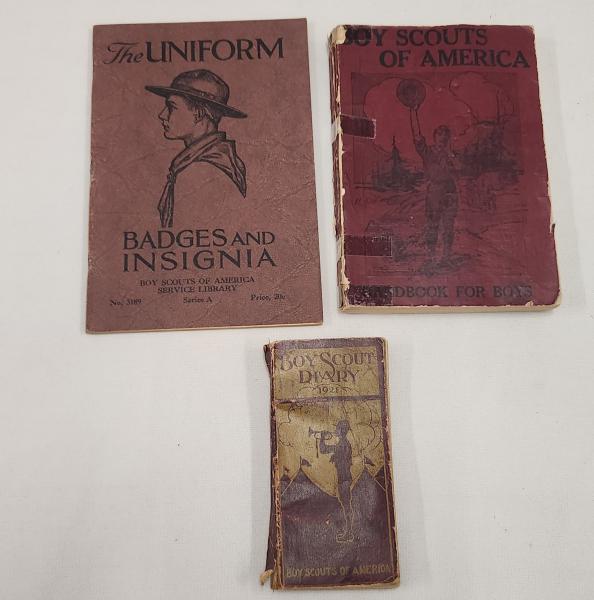 The UNIFORM
BADGES AND
INSIGNIA
BOY SCOUTS OF AMERICA
SERVICE LIBRARY
No. 3189 Series A Price, 20c
BOY SCOUTS
OF AMERICA
HANDBOOK FOR BOYS
BOY SCOUT
DIARY
1921
BOY SCOUTS OF AMERICA